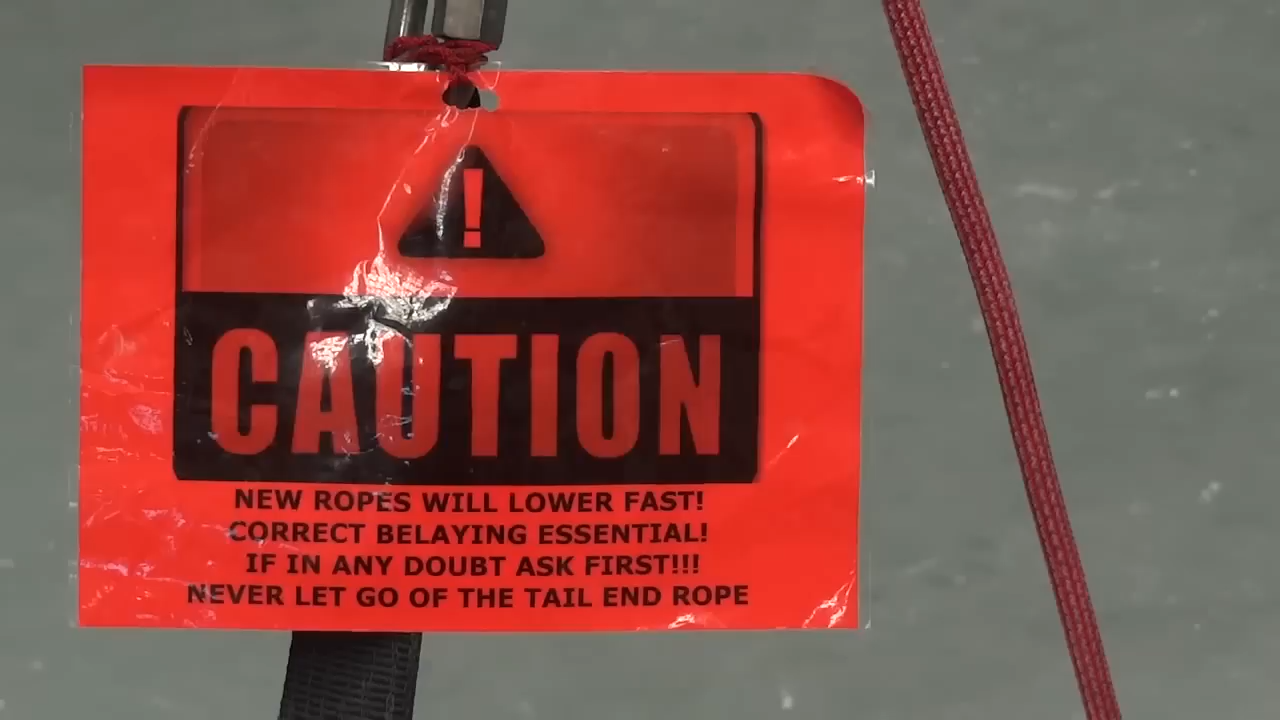 !
CAUTION
NEW ROPES WILL LOWER FAST!
CORRECT BELAYING ESSENTIAL!
IF IN ANY DOUBT ASK FIRST!!!
NEVER LET GO OF THE TAIL END ROPE